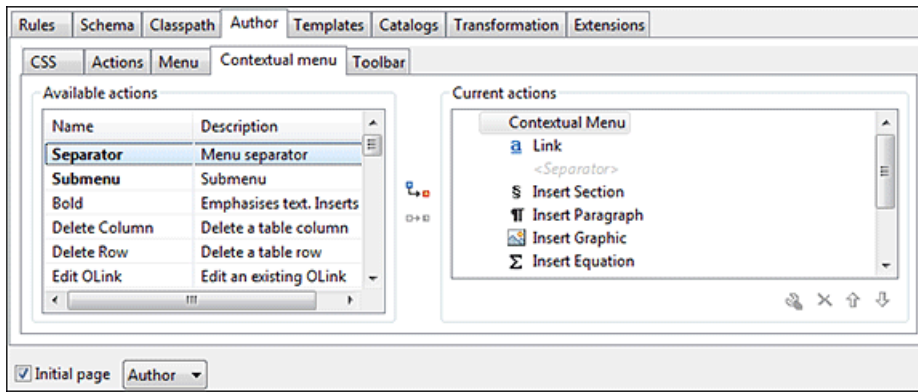 Rules Schema Classpath Author Templates Catalogs Transformation Extensions
CSS Actions Menu Contextual menu Toolbar
Available actions
Name Description
Separator Menu separator
Submenu Submenu
Bold Emphasises text. Inserts
Delete Column Delete a table column
Delete Row Delete a table row
Edit OLink Edit an existing OLink
Current actions
Contextual Menu
a Link
<Separator>
§ Insert Section
¶ Insert Paragraph
Insert Graphic
Σ Insert Equation
Initial page Author